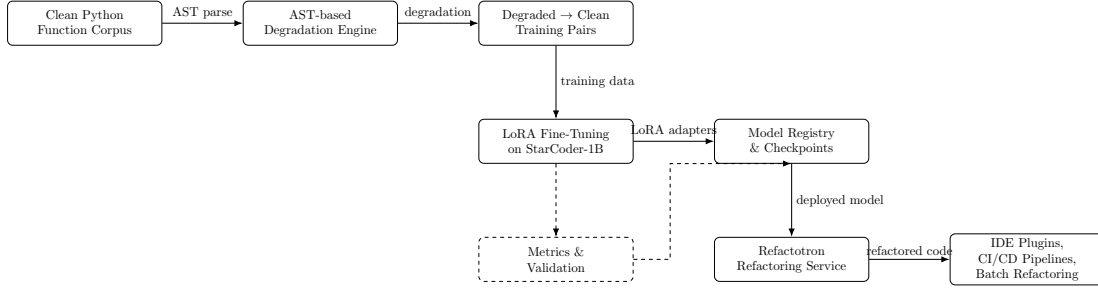 Clean Python
Function Corpus
AST parse
AST-based
Degradation Engine
degradation
Degraded → Clean
Training Pairs
training data
LoRA Fine-Tuning
on StarCoder-1B
LoRA adapters
Model Registry
& Checkpoints
deployed model
Metrics &
Validation
Refactotron
Refactoring Service
refactored code
IDE Plugins,
CI/CD Pipelines,
Batch Refactoring